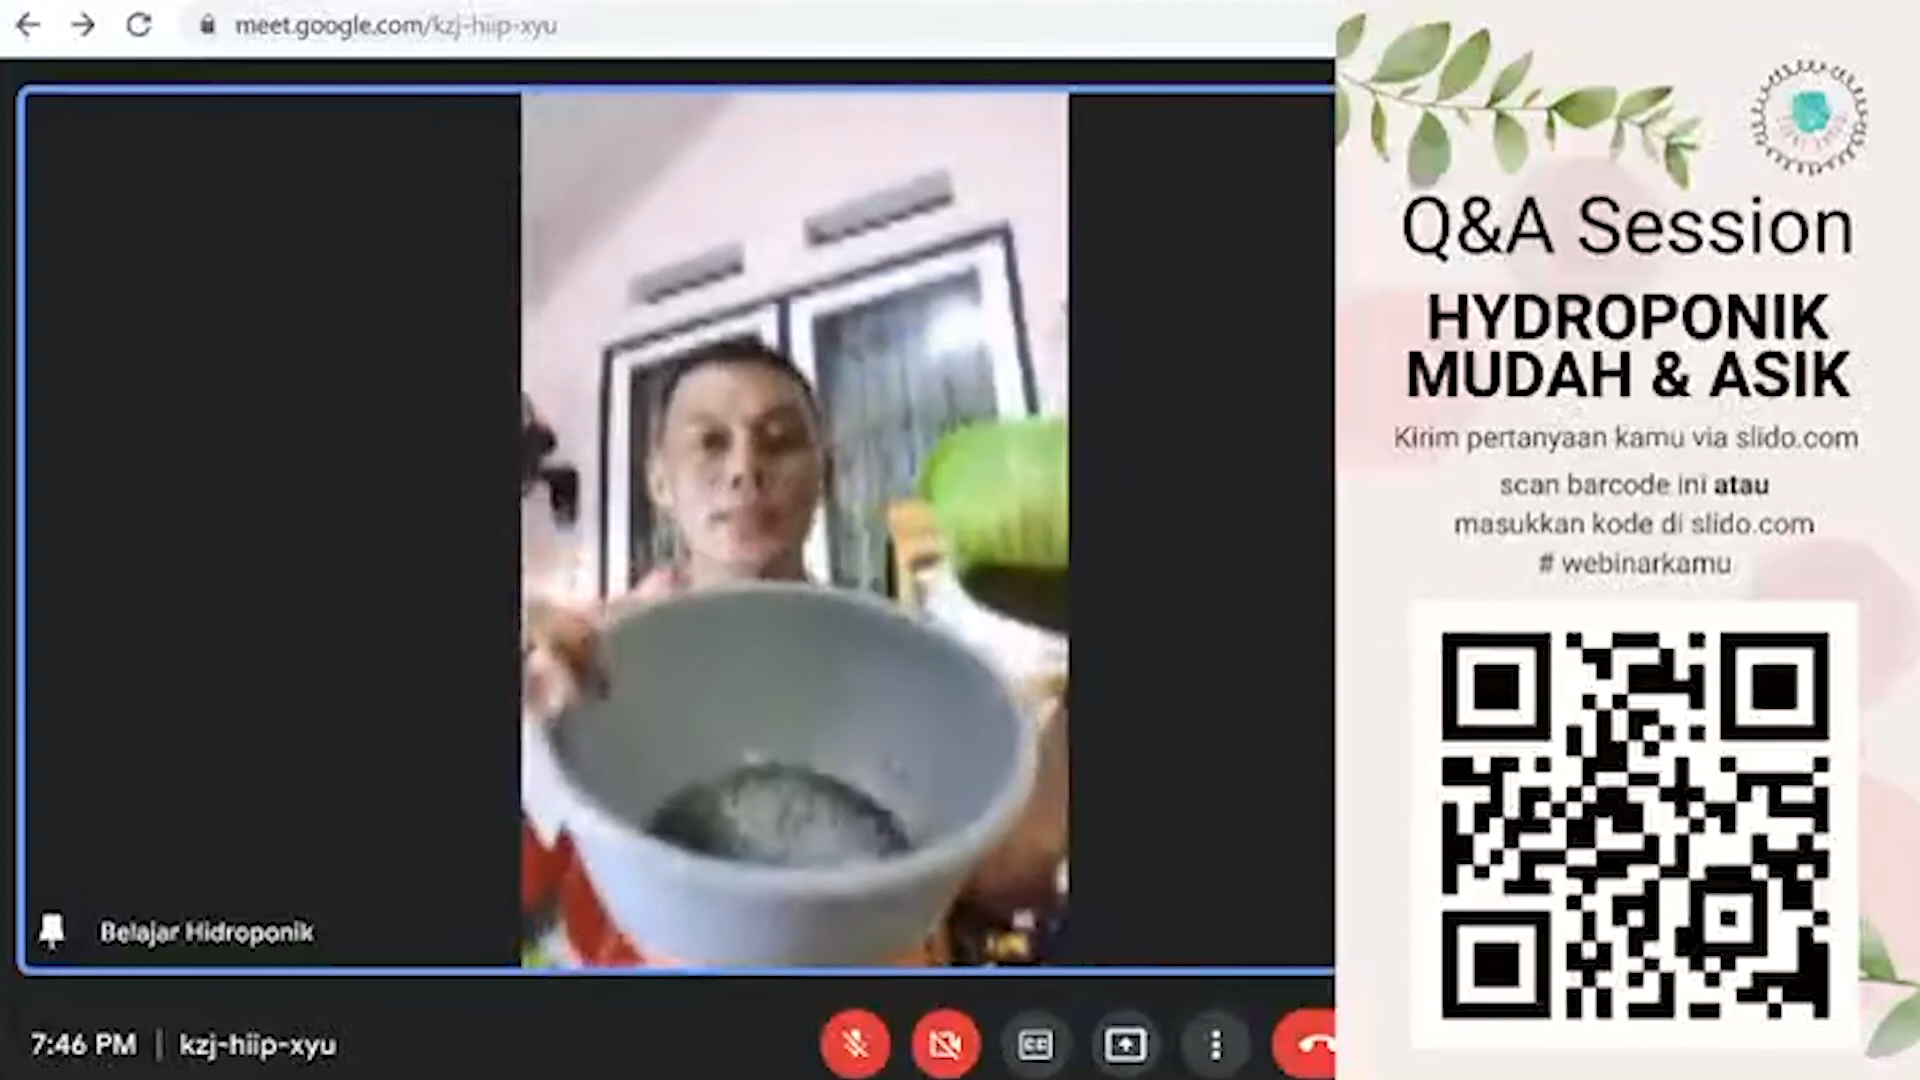 meet.google.com/kzj-hiip-xyu
Belajar Hidroponik
7:46 PM | kzj-hiip-xyu
CC
Q&A Session
HYDROPONIK
MUDAH & ASIK
Kirim pertanyaan kamu via slido.com
scan barcode ini atau
masukkan kode di slido.com
# webinarkamu